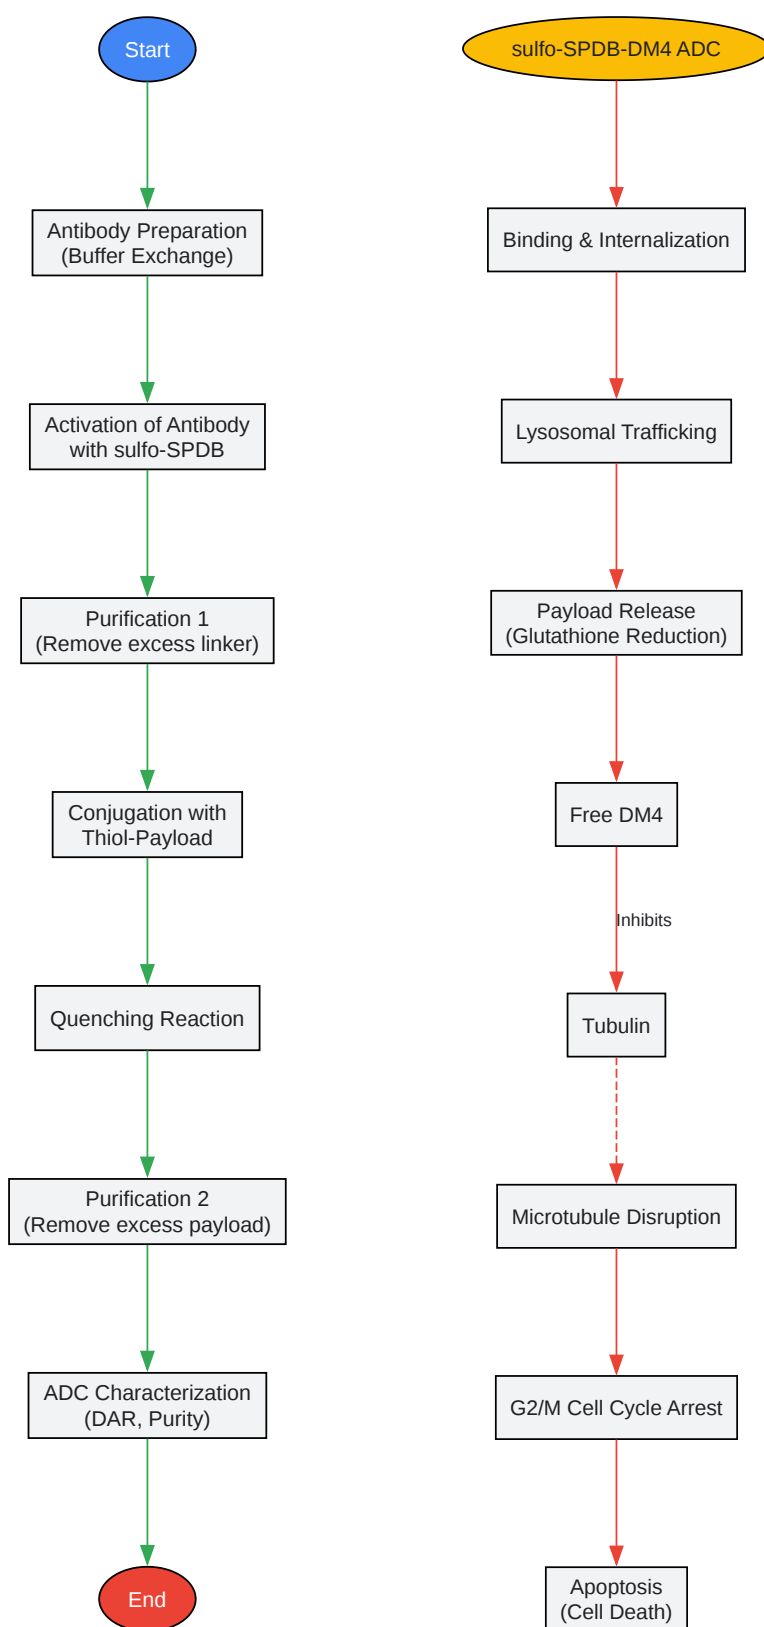 Start
Antibody Preparation
(Buffer Exchange)
Activation of Antibody
with sulfo-SPDB
Purification 1
(Remove excess linker)
Conjugation with
Thiol-Payload
Quenching Reaction
Purification 2
(Remove excess payload)
ADC Characterization
(DAR, Purity)
End
sulfo-SPDB-DM4 ADC
Binding & Internalization
Lysosomal Trafficking
Payload Release
(Glutathione Reduction)
Free DM4
Inhibits
Tubulin
Microtubule Disruption
G2/M Cell Cycle Arrest
Apoptosis
(Cell Death)